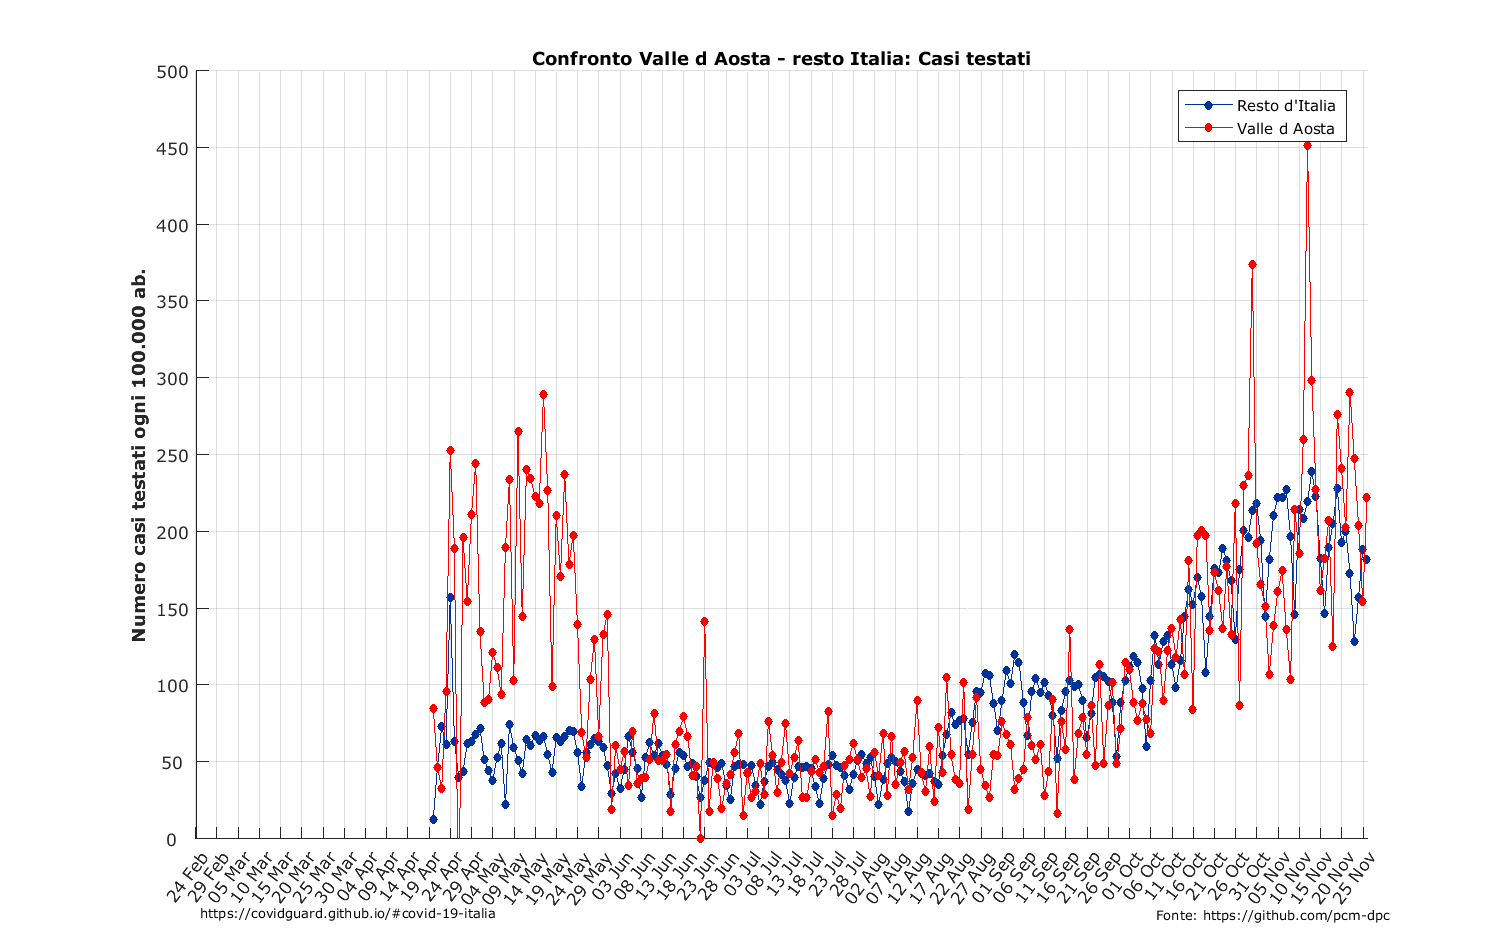 Confronto Valle d Aosta - resto Italia: Casi testati
500
450
400
350
300
250
200
150
100
50
0
Numero casi testati ogni 100.000 ab.
Resto d'Italia
Valle d Aosta
24 Feb
29 Feb
05 Mar
10 Mar
15 Mar
20 Mar
25 Mar
30 Mar
04 Apr
09 Apr
14 Apr
19 Apr
24 Apr
29 Apr
04 May
09 May
14 May
19 May
24 May
29 May
03 Jun
08 Jun
13 Jun
18 Jun
23 Jun
28 Jun
03 Jul
08 Jul
13 Jul
18 Jul
23 Jul
28 Jul
02 Aug
07 Aug
12 Aug
17 Aug
22 Aug
27 Aug
01 Sep
06 Sep
11 Sep
16 Sep
21 Sep
26 Sep
01 Oct
06 Oct
11 Oct
16 Oct
21 Oct
26 Oct
31 Oct
05 Nov
10 Nov
15 Nov
20 Nov
25 Nov
https://covidguard.github.io/#covid-19-italia
Fonte: https://github.com/pcm-dpc